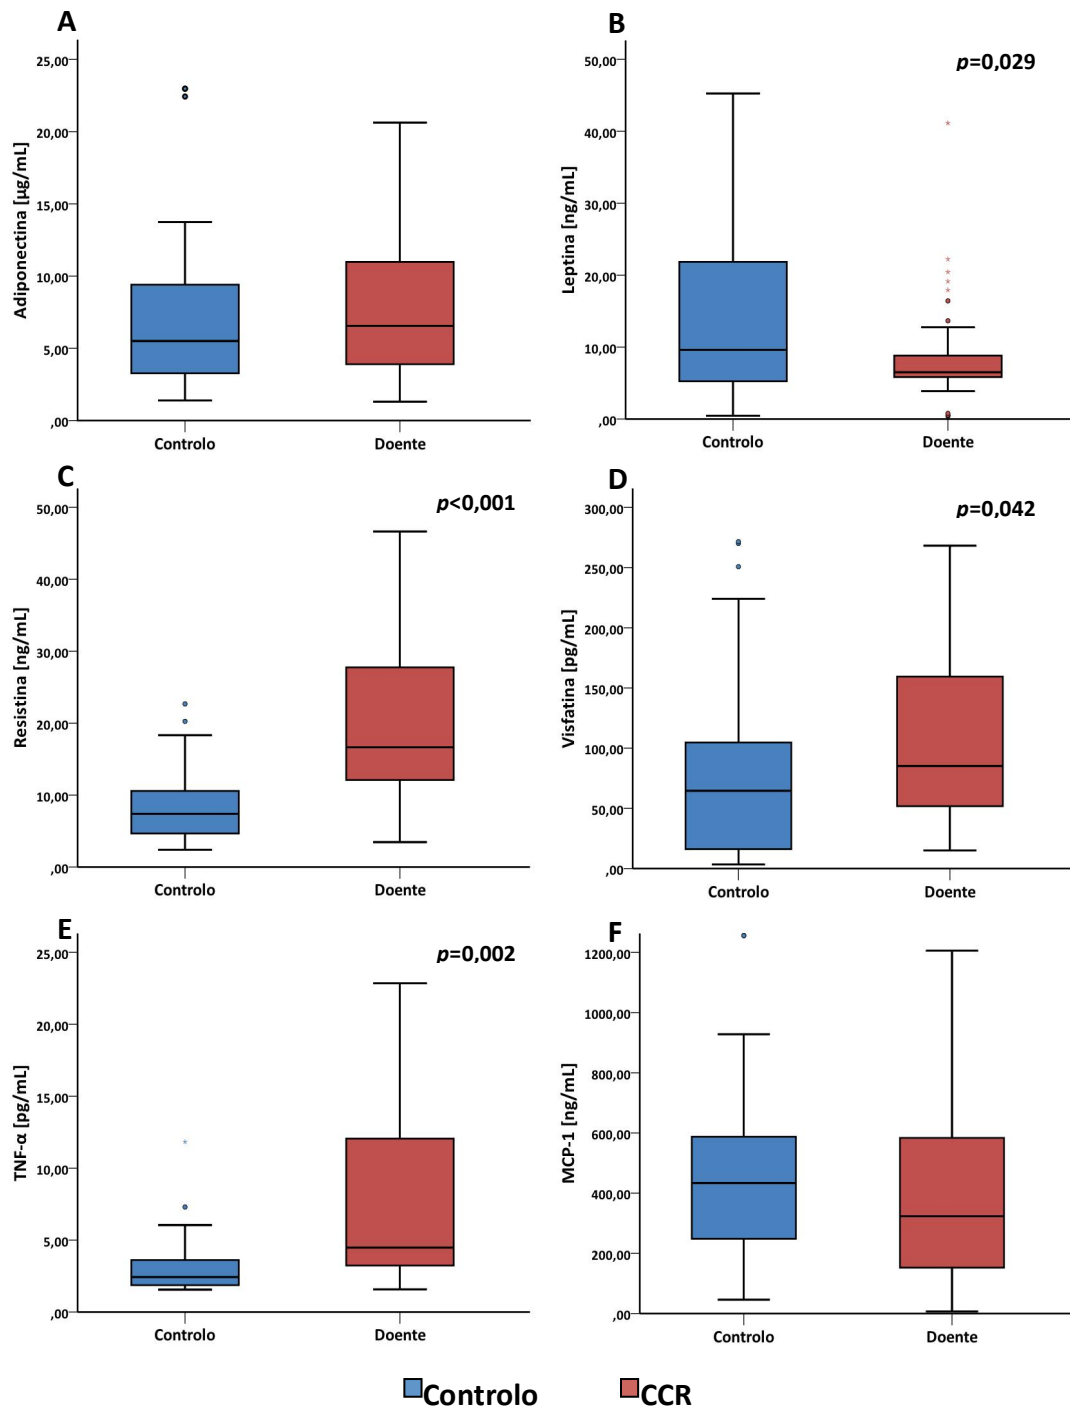 A
Adiponectina [µg/mL]
25,00
20,00
15,00
10,00
5,00
,00
Controlo
Doente
B
p=0,029
Leptina [ng/mL]
50,00
40,00
30,00
20,00
10,00
,00
Controlo
Doente
C
p<0,001
Resistina [ng/mL]
50,00
40,00
30,00
20,00
10,00
,00
Controlo
Doente
D
p=0,042
Visfatina [pg/mL]
300,00
250,00
200,00
150,00
100,00
50,00
,00
Controlo
Doente
E
p=0,002
TNF-α [pg/mL]
25,00
20,00
15,00
10,00
5,00
,00
Controlo
Doente
F
MCP-1 [ng/mL]
1200,00
1000,00
800,00
600,00
400,00
200,00
,00
Controlo
Doente
Controlo
CCR